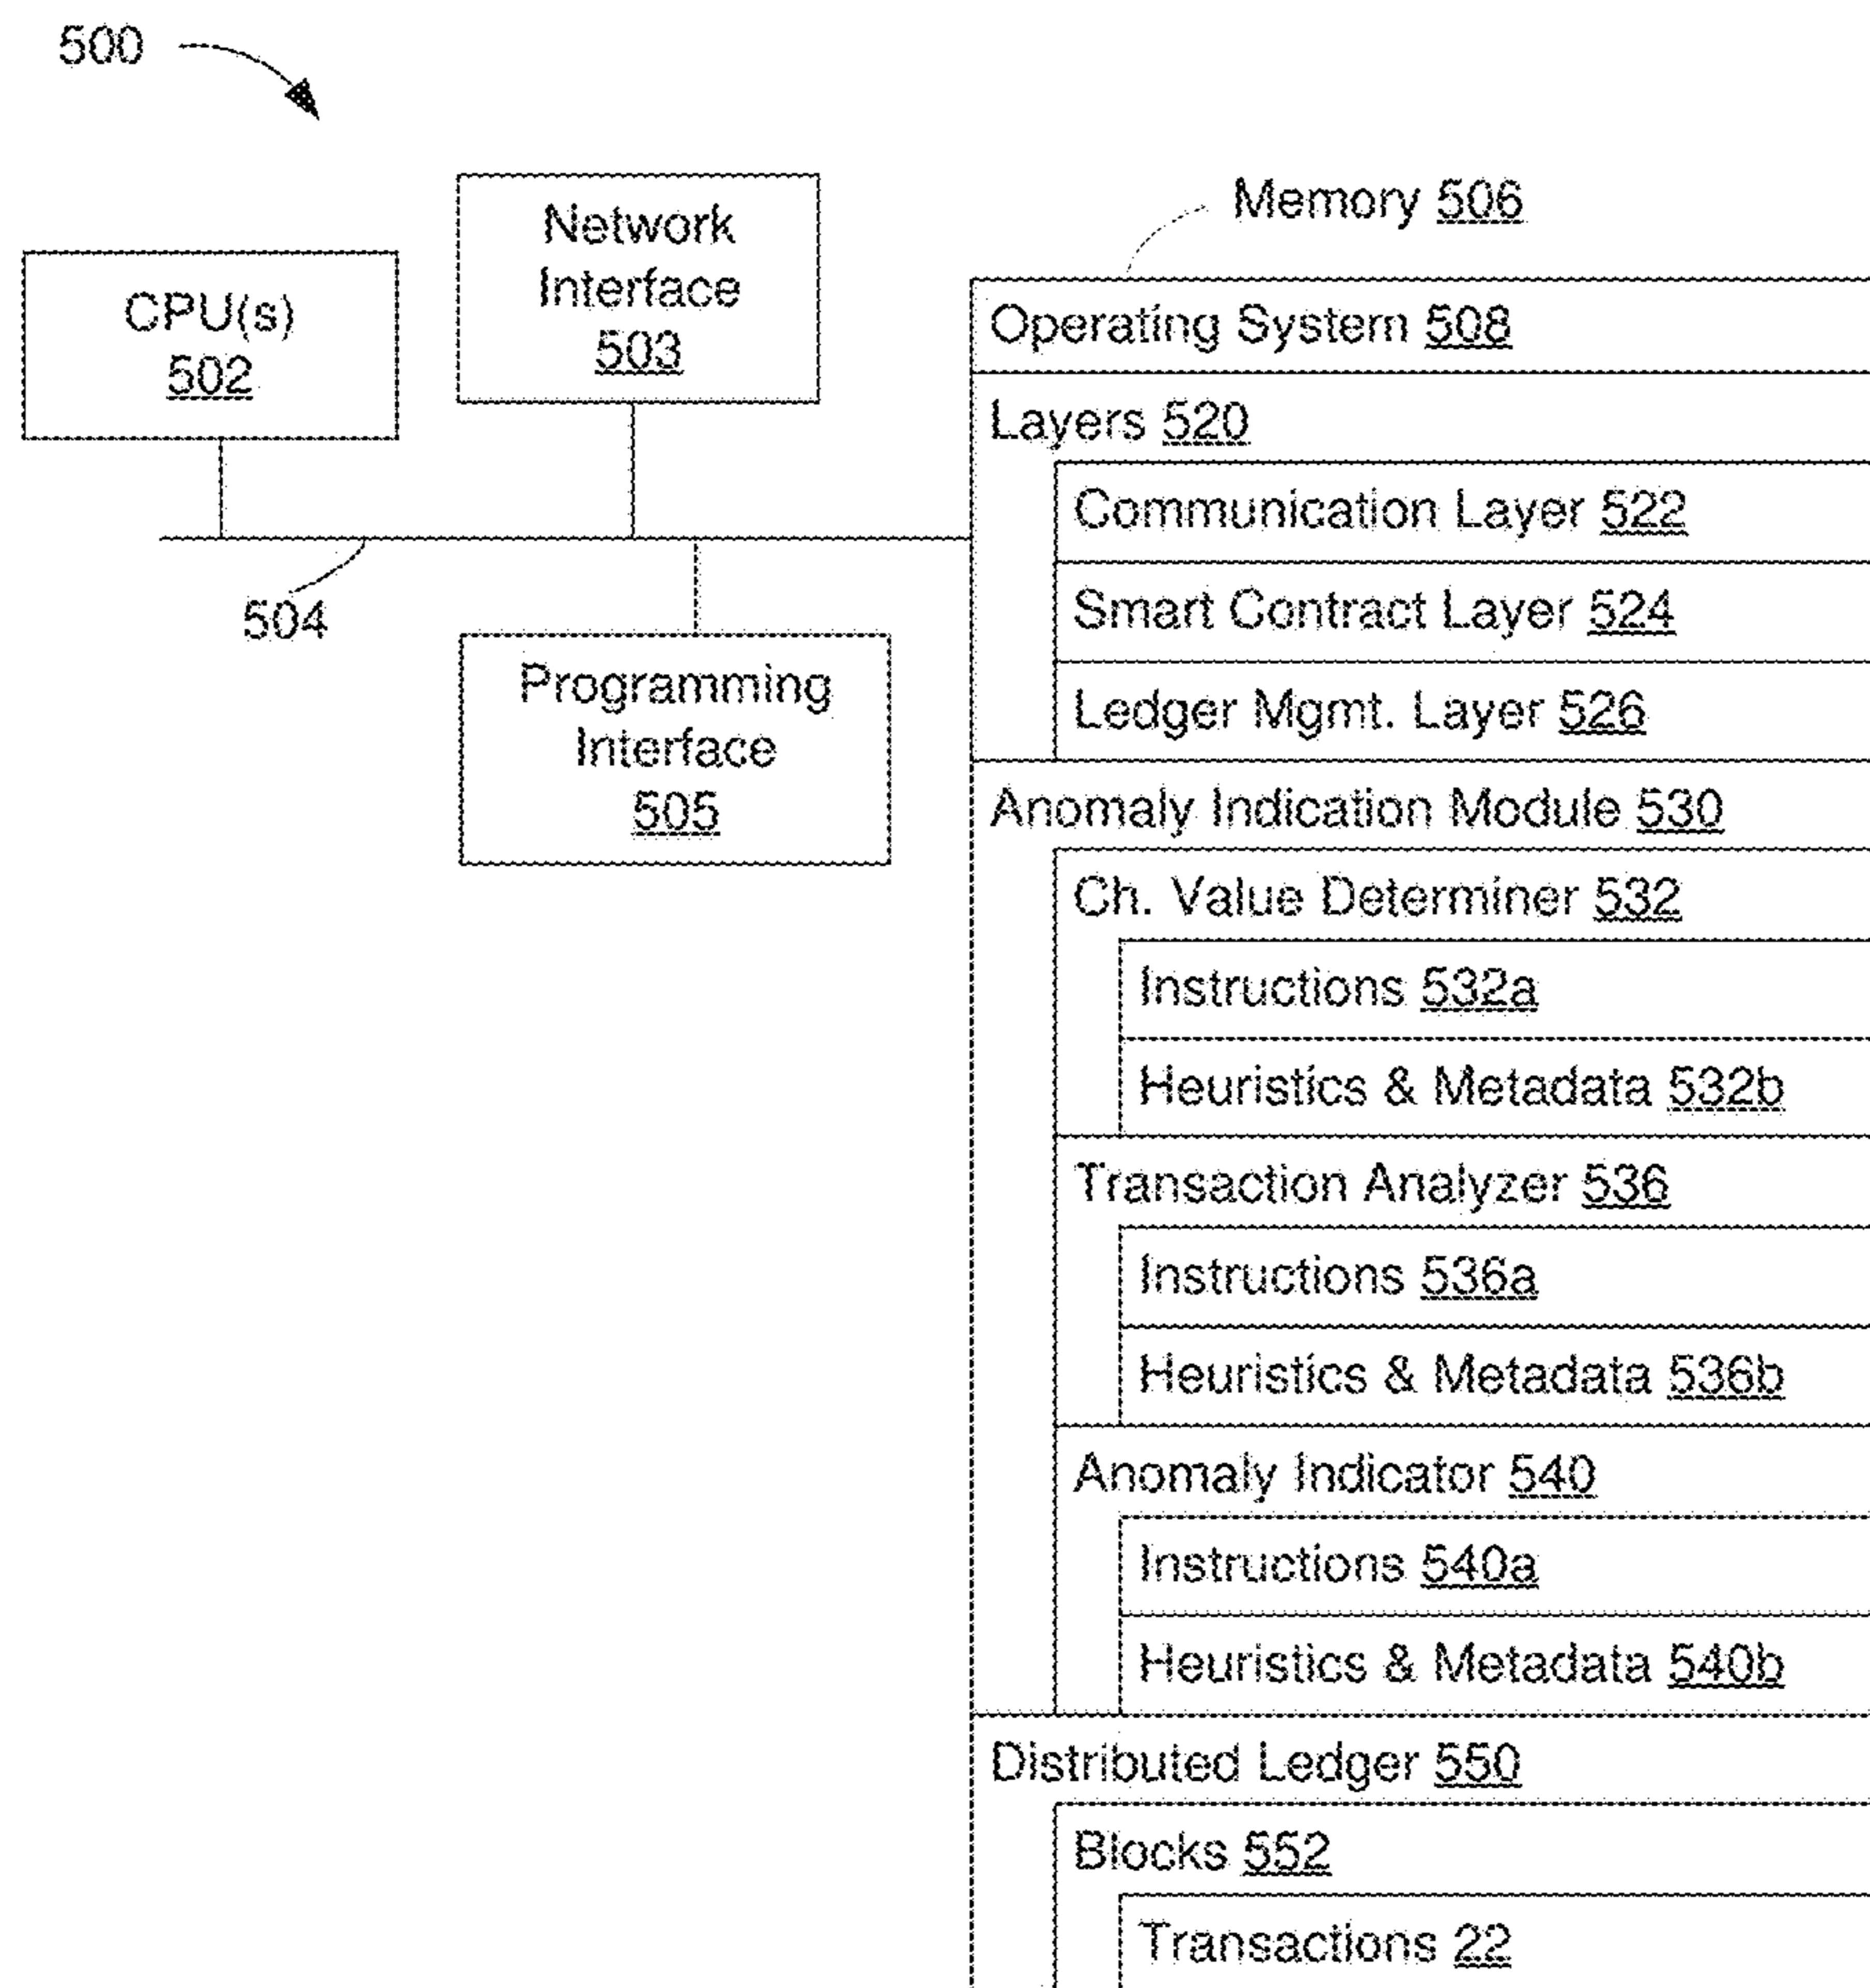 500
Memory 506
Network
Interface
503
CPU(s)
502
504
Programming
Interface
505
Operating System 508
Layers 520
Communication Layer 522
Smart Contract Layer 524
Ledger Mgmt. Layer 526
Anomaly Indication Module 530
Ch. Value Determiner 532
Instructions 532a
Heuristics & Metadata 532b
Transaction Analyzer 536
Instructions 536a
Heuristics & Metadata 536b
Anomaly Indicator 540
Instructions 540a
Heuristics & Metadata 540b
Distributed Ledger 550
Blocks 552
Transactions 22